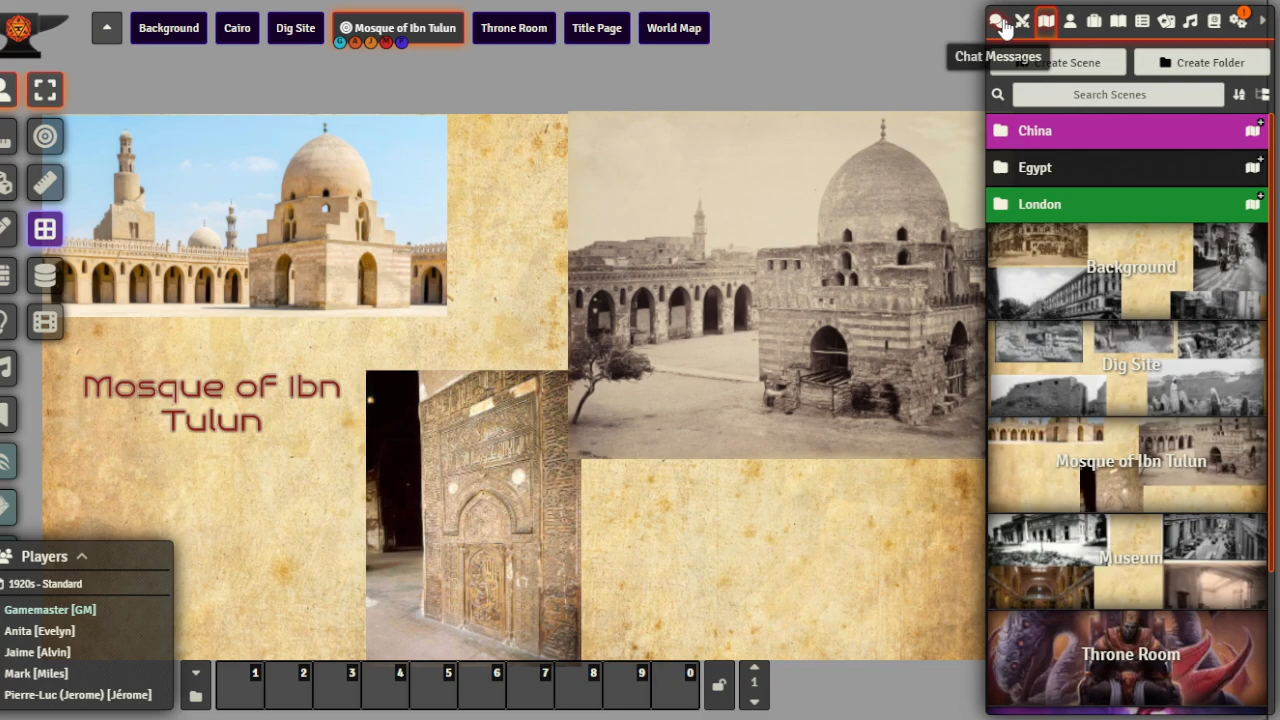 Background
Cairo
Dig Site
Mosque of Ibn Tulun
Throne Room
Title Page
World Map
G
A
J
M
P
Chat Messages
Create Scene
Create Folder
Search Scenes
China
Egypt
London
Background
Dig Site
Mosque of Ibn Tulun
Museum
Throne Room
Mosque of Ibn
Tulun
Players
1920s - Standard
Gamemaster [GM]
Anita [Evelyn]
Jaime [Alvin]
Mark [Miles]
Pierre-Luc (Jerome) [Jérome]
1 2 3 4 5 6 7 8 9 0
1